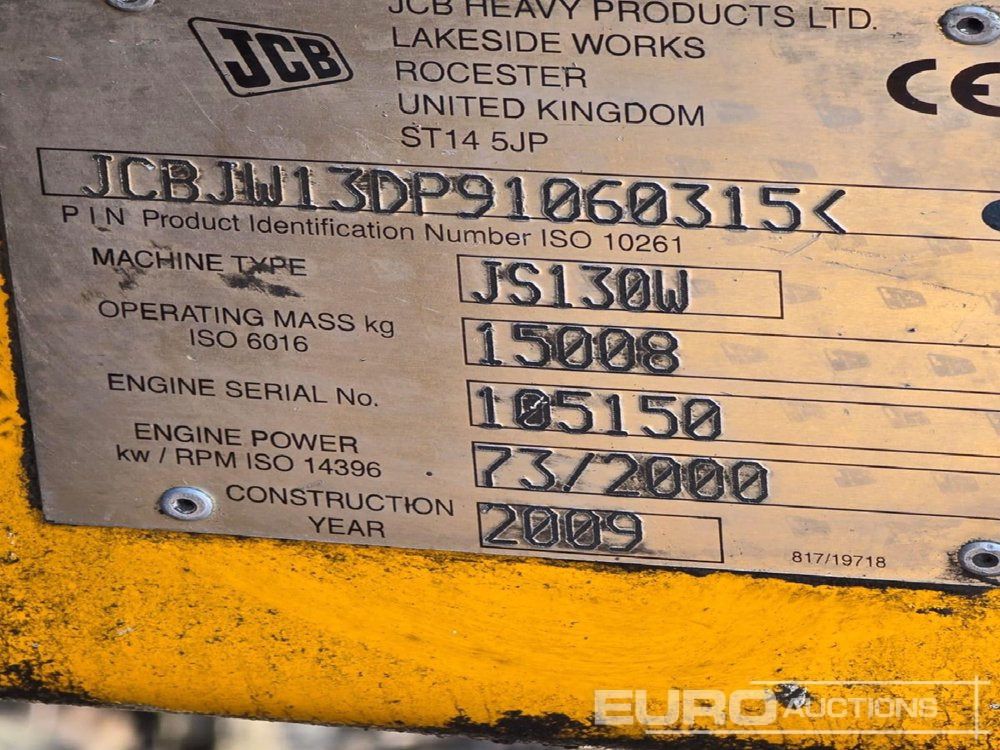 JCB
JCB HEAVY PRODUCTS LTD.
LAKESIDE WORKS
ROCESTER
UNITED KINGDOM
ST14 5JP
CE
JCBJW13DP91060315<
PIN Product Identification Number ISO 10261
MACHINE TYPE JS130W
OPERATING MASS kg
ISO 6016 15008
ENGINE SERIAL No. 105150
ENGINE POWER
kw / RPM ISO 14396 73/2000
CONSTRUCTION
YEAR 2009
817/19718
EURO AUCTIONS